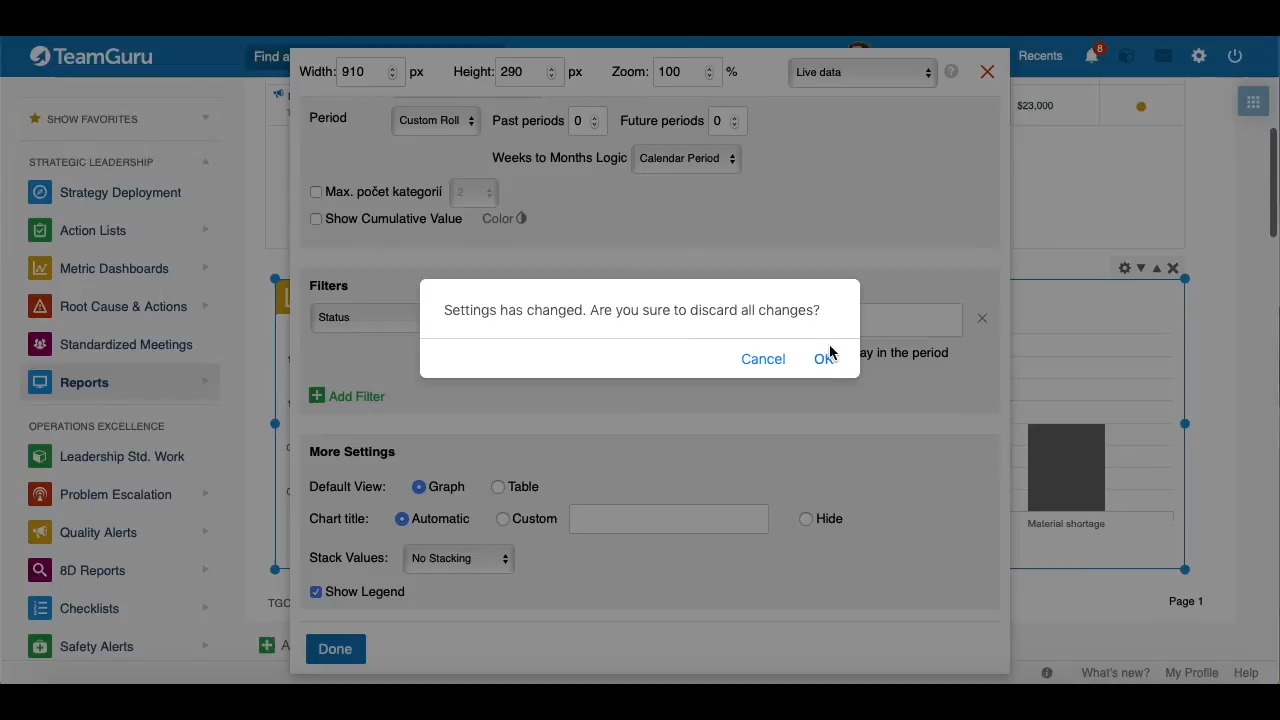 TeamGuru
Find a
Recents
8
Width: 910 px Height: 290 px Zoom: 100 % Live data
SHOW FAVORITES
STRATEGIC LEADERSHIP
Strategy Deployment
Action Lists
Metric Dashboards
Root Cause & Actions
Standardized Meetings
Reports
OPERATIONS EXCELLENCE
Leadership Std. Work
Problem Escalation
Quality Alerts
8D Reports
Checklists
Safety Alerts
Period Custom Roll Past periods 0 Future periods 0
Weeks to Months Logic Calendar Period
Max. počet kategorií 2
Show Cumulative Value Color
$23,000
Filters
Status
Settings has changed. Are you sure to discard all changes?
Cancel OK
ay in the period
Add Filter
More Settings
Default View: Graph Table
Chart title: Automatic Custom Hide
Stack Values: No Stacking
Show Legend
Done
Material shortage
TGC
Page 1
What's new? My Profile Help